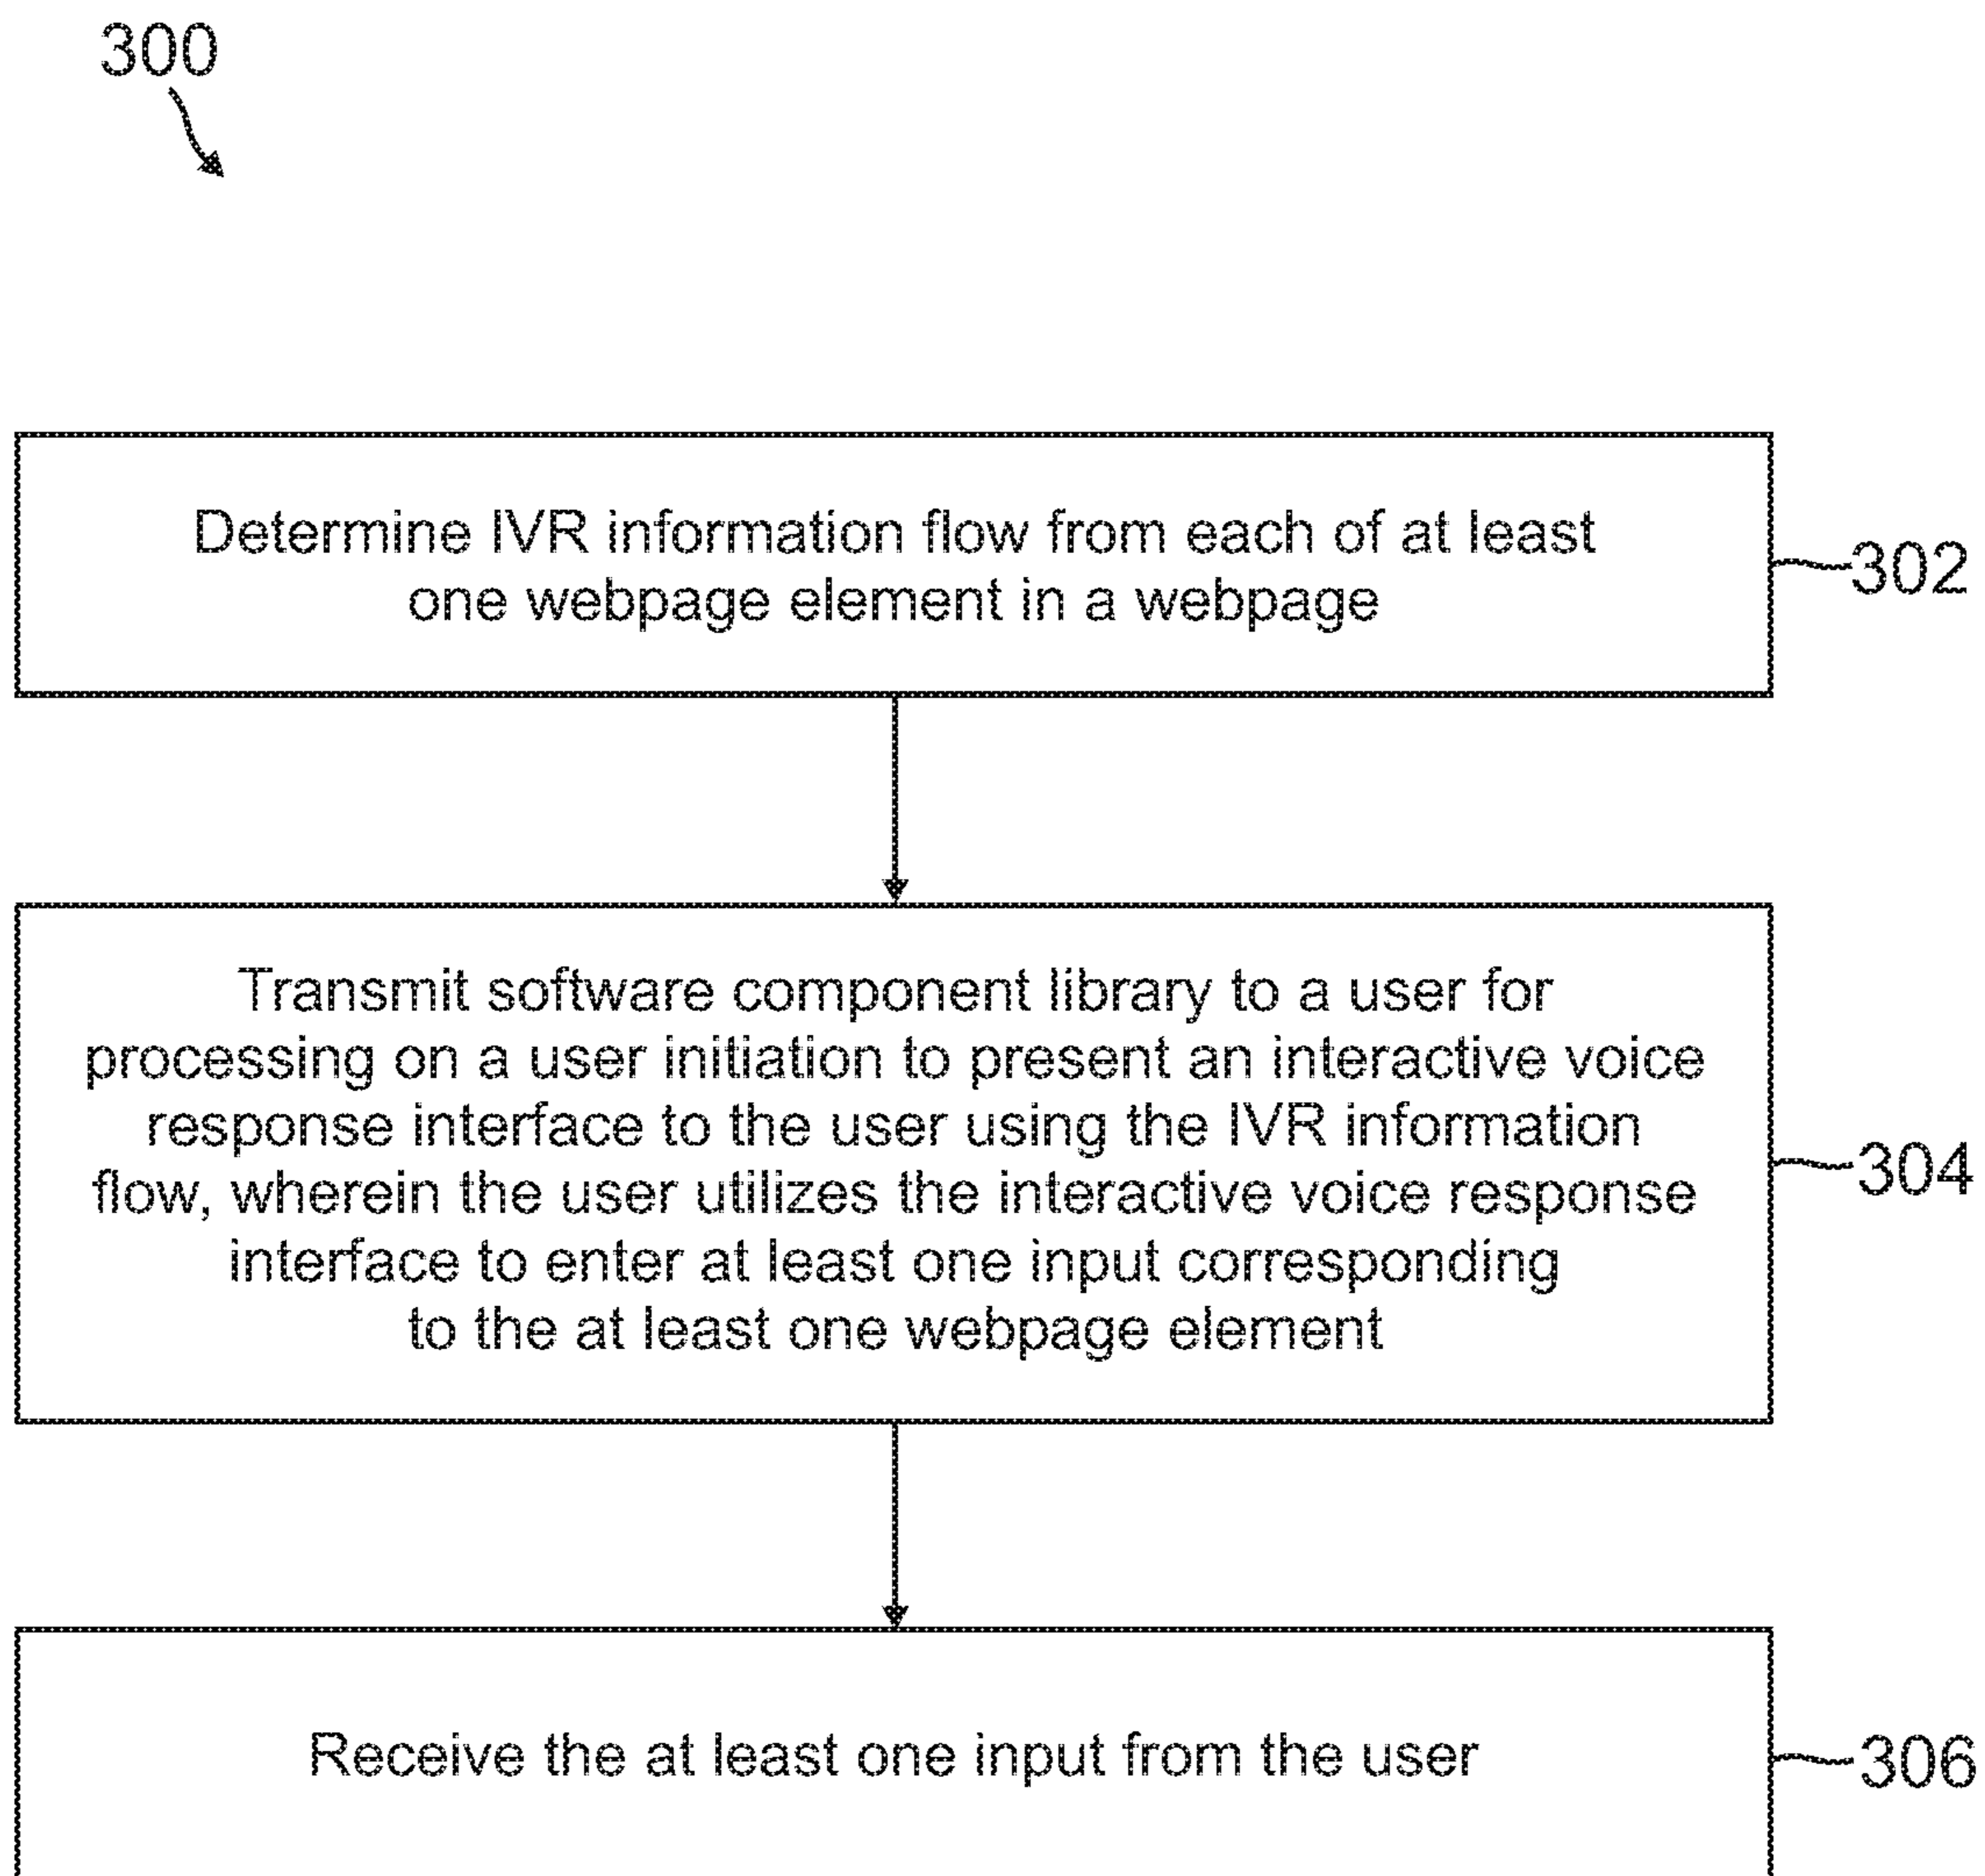 300
Determine IVR information flow from each of at least
one webpage element in a webpage
302
Transmit software component library to a user for
processing on a user initiation to present an interactive voice
response interface to the user using the IVR information
flow, wherein the user utilizes the interactive voice response
interface to enter at least one input corresponding
to the at least one webpage element
304
Receive the at least one input from the user
306